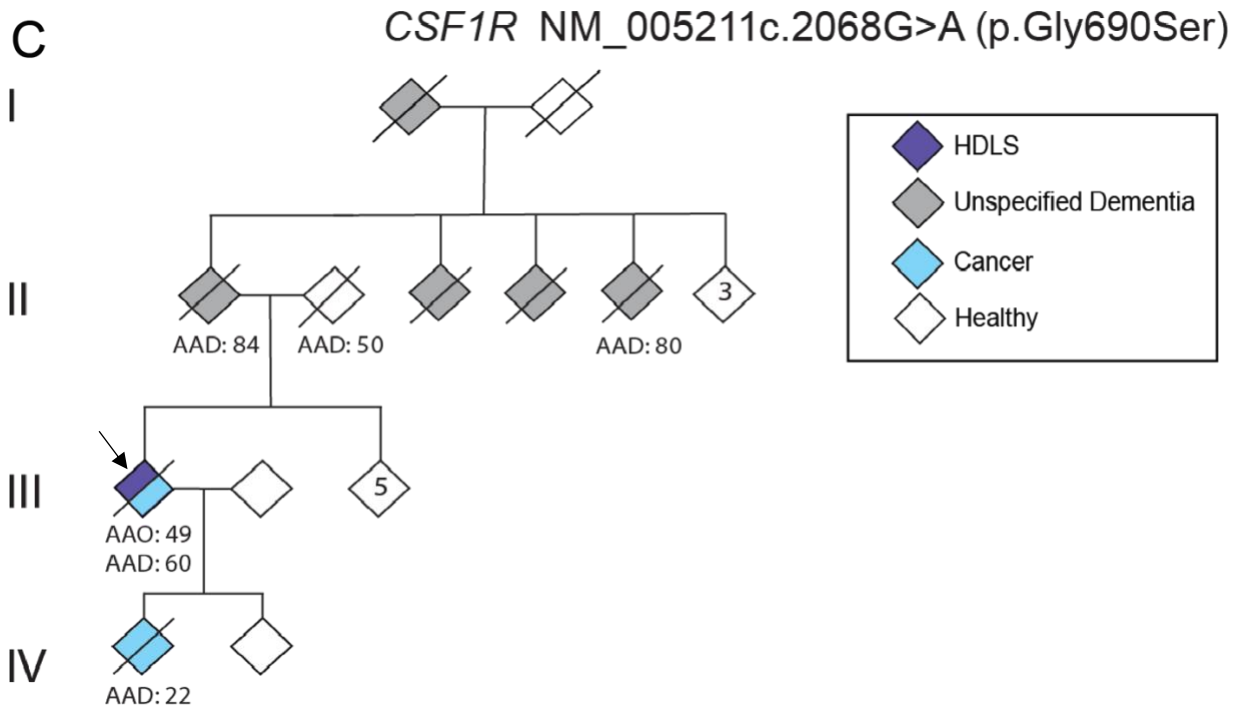 C
CSF1R NM_005211c.2068G>A (p.Gly690Ser)
I
HDLS
Unspecified Dementia
Cancer
Healthy
II
3
AAD: 84
AAD: 50
AAD: 80
III
5
AAO: 49
AAD: 60
IV
AAD: 22